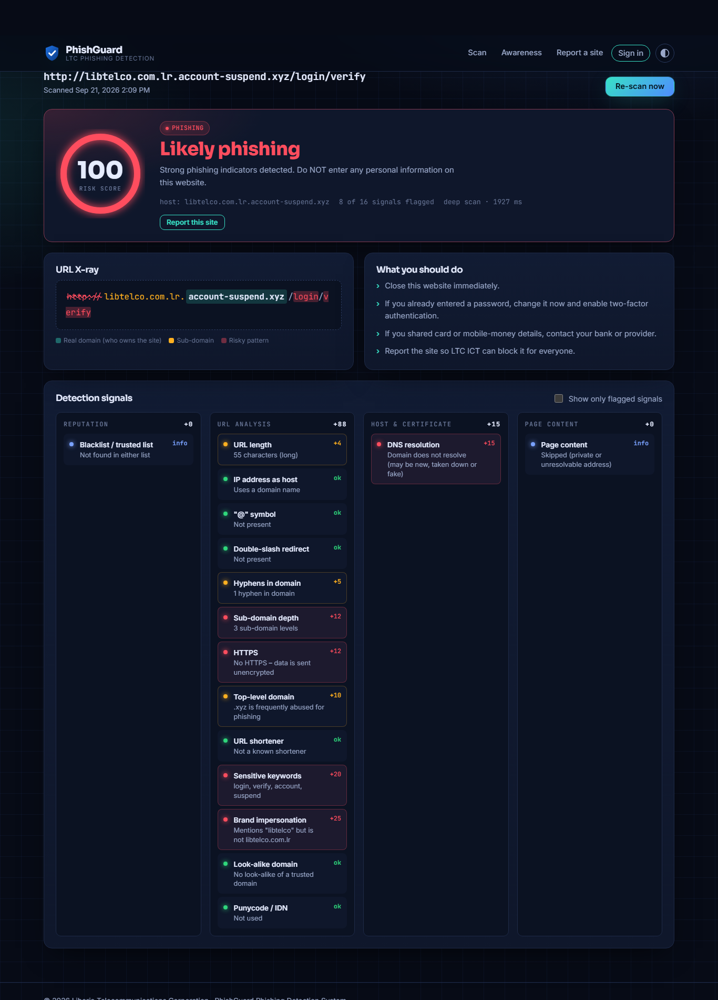 PhishGuard
LTC PHISHING DETECTION
Scan
Awareness
Report a site
Sign in
http://libtelco.com.lr.account-suspend.xyz/login/verify
Scanned Sep 21, 2026 2:09 PM
Re-scan now
100
RISK SCORE
PHISHING
Likely phishing
Strong phishing indicators detected. Do NOT enter any personal information on
this website.
host: libtelco.com.lr.account-suspend.xyz 8 of 16 signals flagged deep scan · 1927 ms
Report this site
URL X-ray
http://libtelco.com.lr.account-suspend.xyz/login/v
erify
Real domain (who owns the site)
Sub-domain
Risky pattern
What you should do
› Close this website immediately.
› If you already entered a password, change it now and enable two-factor
authentication.
› If you shared card or mobile-money details, contact your bank or provider.
› Report the site so LTC ICT can block it for everyone.
Detection signals
Show only flagged signals
REPUTATION +0
Blacklist / trusted list info
Not found in either list
URL ANALYSIS +88
URL length +4
55 characters (long)
IP address as host ok
Uses a domain name
"@" symbol ok
Not present
Double-slash redirect ok
Not present
Hyphens in domain +5
1 hyphen in domain
Sub-domain depth +12
3 sub-domain levels
HTTPS +12
No HTTPS – data is sent
unencrypted
Top-level domain +10
.xyz is frequently abused for
phishing
URL shortener ok
Not a known shortener
Sensitive keywords +20
login, verify, account,
suspend
Brand impersonation +25
Mentions "libtelco" but is
not libtelco.com.lr
Look-alike domain ok
No look-alike of a trusted
domain
Punycode / IDN ok
Not used
HOST & CERTIFICATE +15
DNS resolution +15
Domain does not resolve
(may be new, taken down or
fake)
PAGE CONTENT +0
Page content info
Skipped (private or
unresolvable address)
© 2026 Liberia Telecommunications Corporation · PhishGuard Phishing Detection System